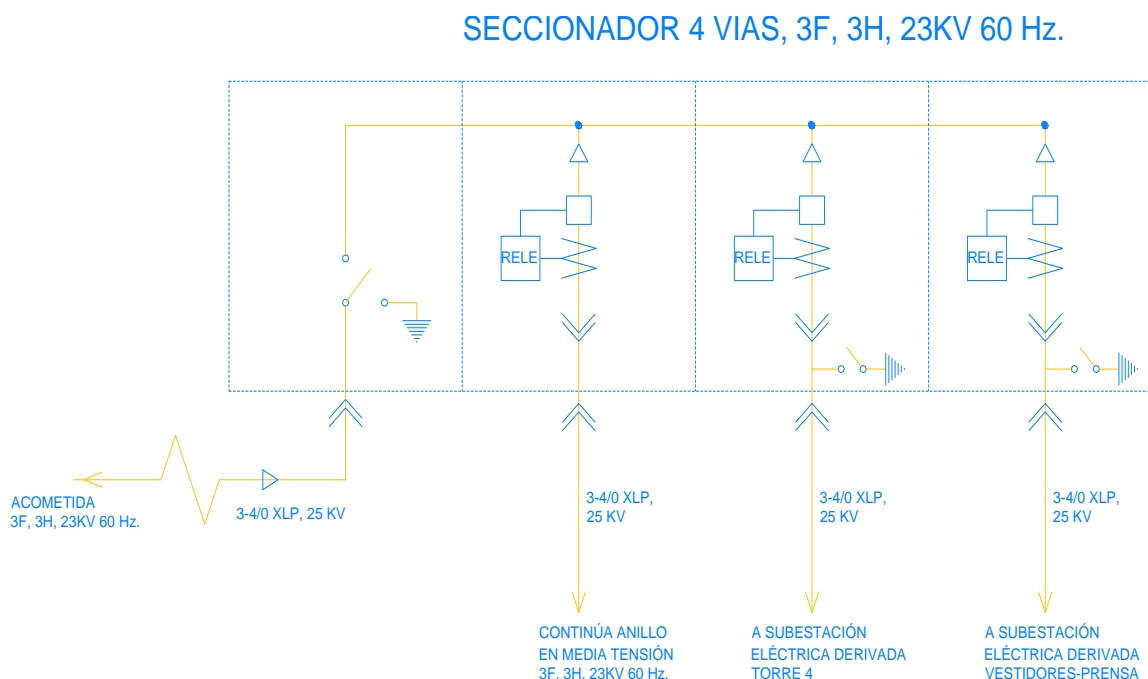 SECCIONADOR 4 VIAS, 3F, 3H, 23KV 60 Hz.
RELE
RELE
RELE
ACOMETIDA
3F, 3H, 23KV 60 Hz.
3-4/0 XLP, 25 KV
3-4/0 XLP,
25 KV
3-4/0 XLP,
25 KV
3-4/0 XLP,
25 KV
CONTINÚA ANILLO
EN MEDIA TENSIÓN
3F, 3H, 23KV 60 Hz.
A SUBESTACIÓN
ELÉCTRICA DERIVADA
TORRE 4
A SUBESTACIÓN
ELÉCTRICA DERIVADA
VESTIDORES-PRENSA